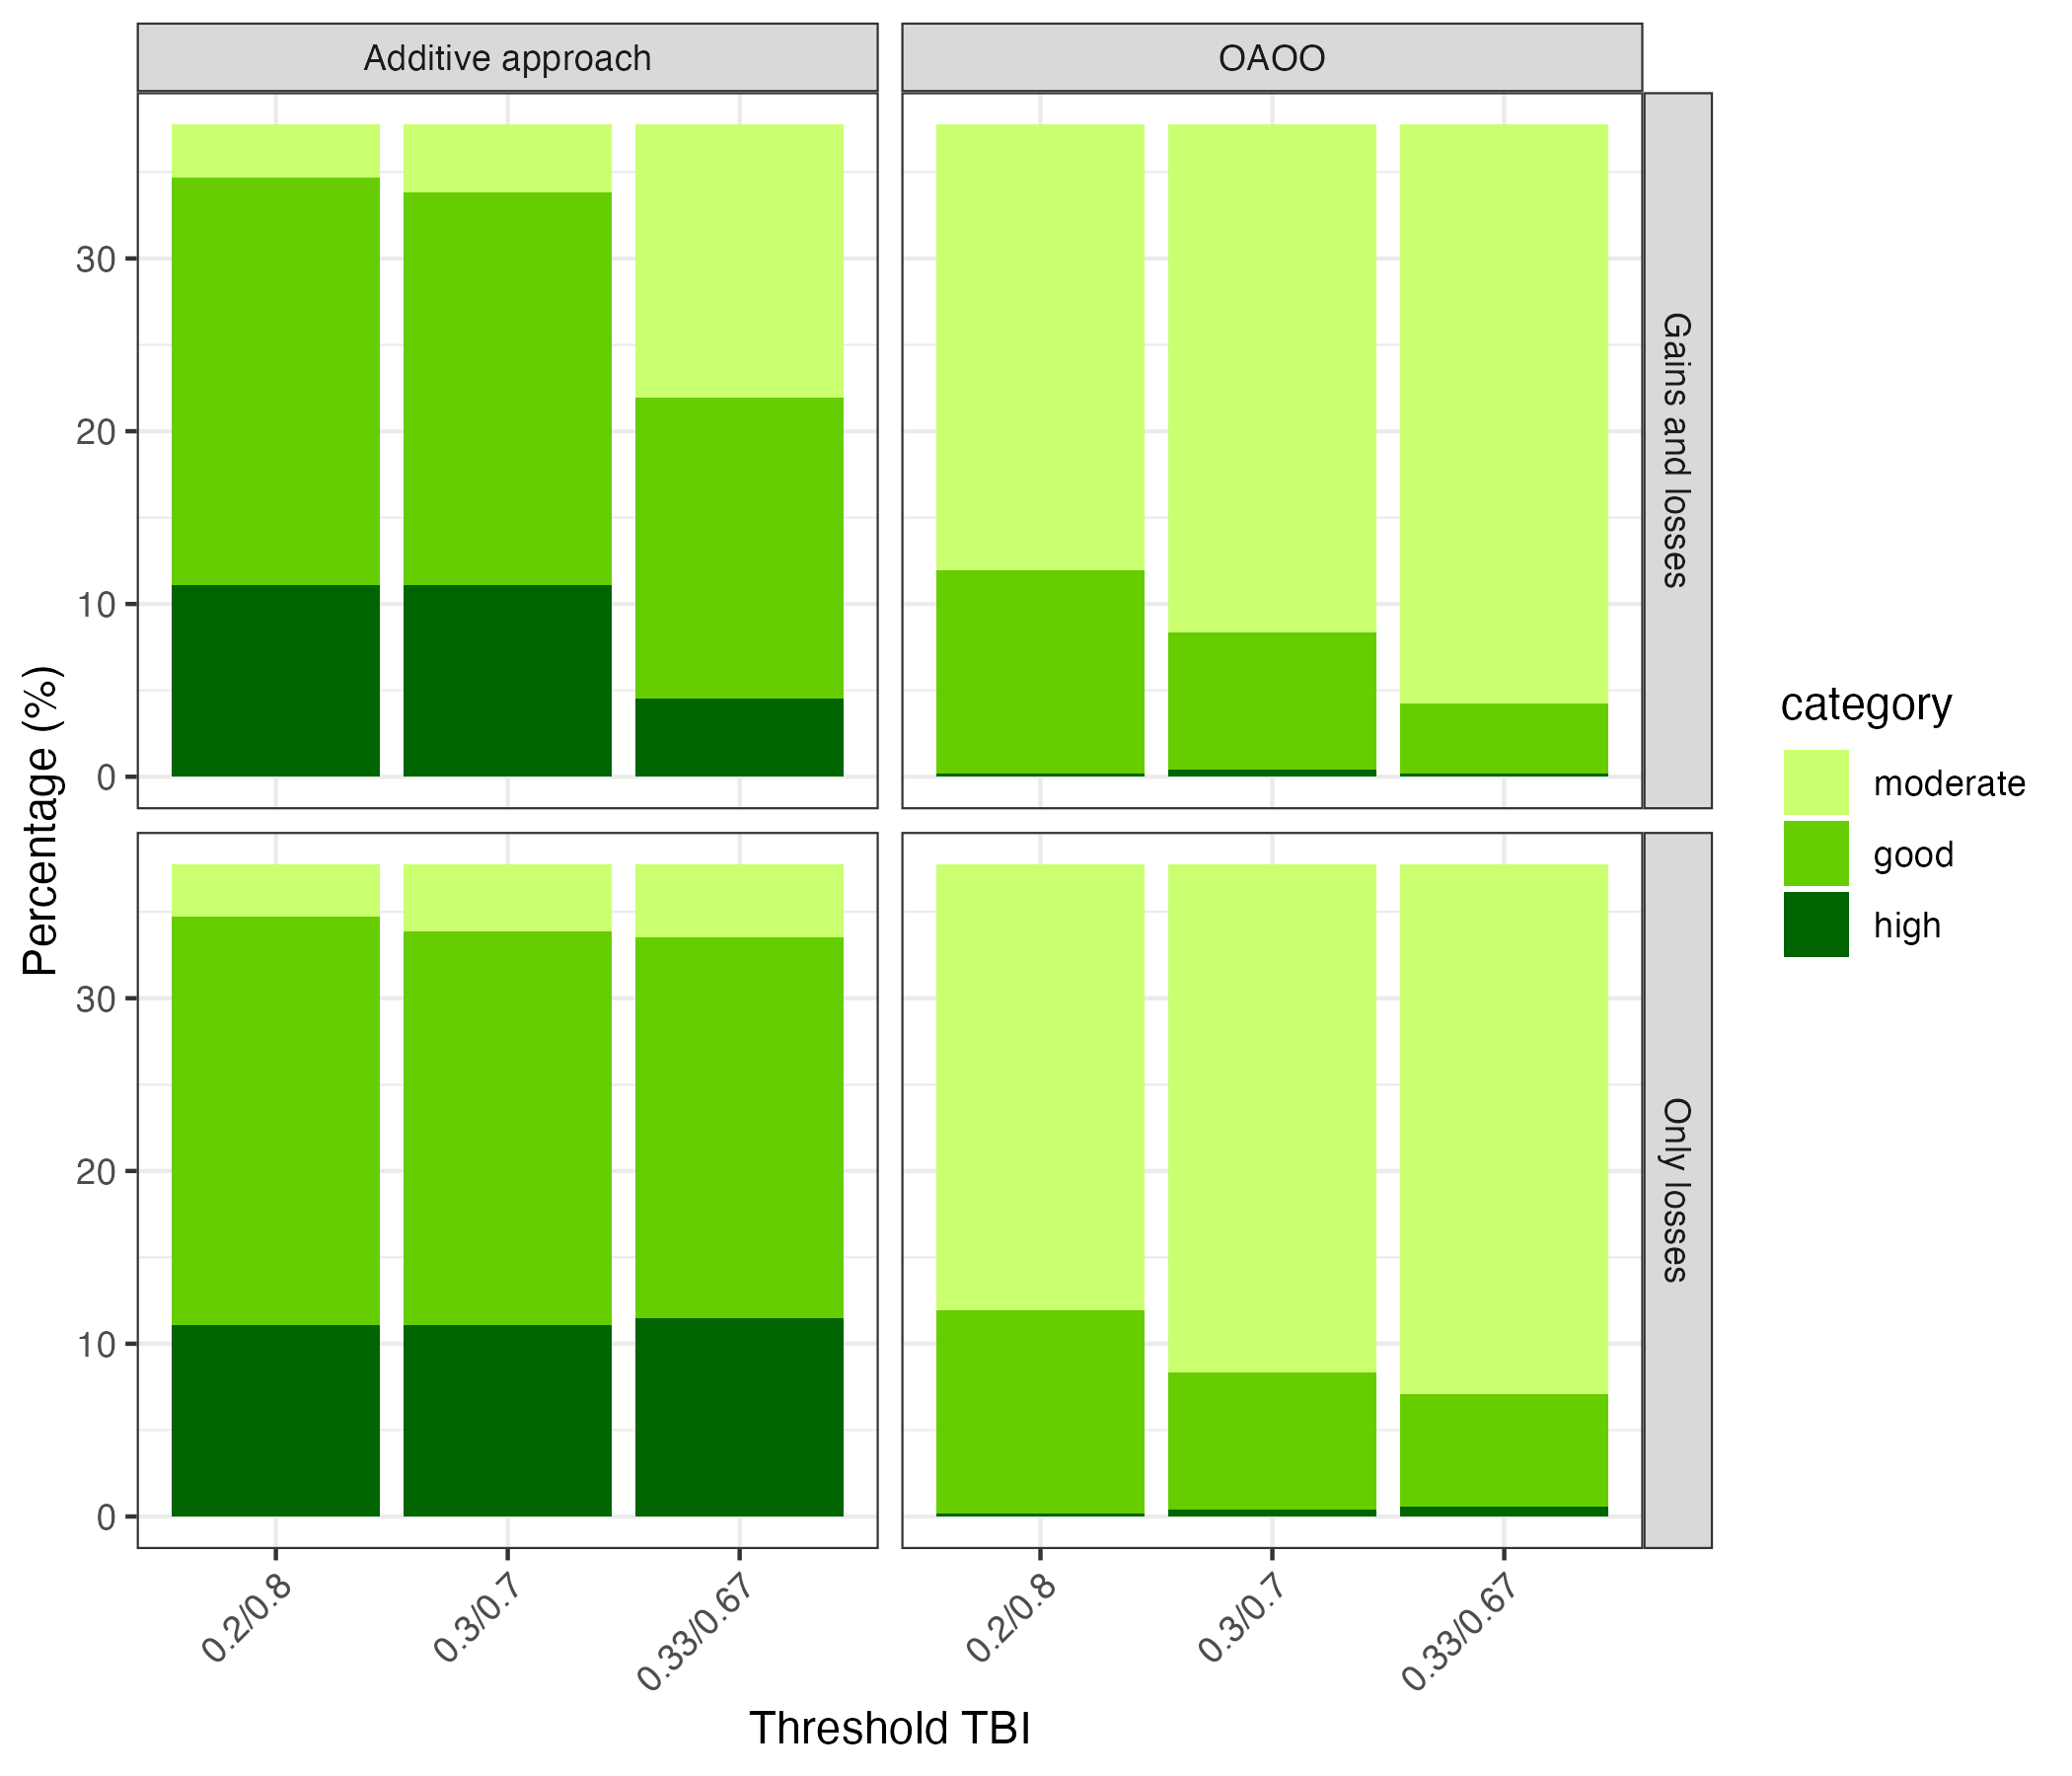 Additive approach
OAOO
Percentage (%)
30
20
10
0
Gains and losses
30
20
10
0
Only losses
0.2/0.8
0.3/0.7
0.33/0.67
0.2/0.8
0.3/0.7
0.33/0.67
Threshold TBI
category
moderate
good
high